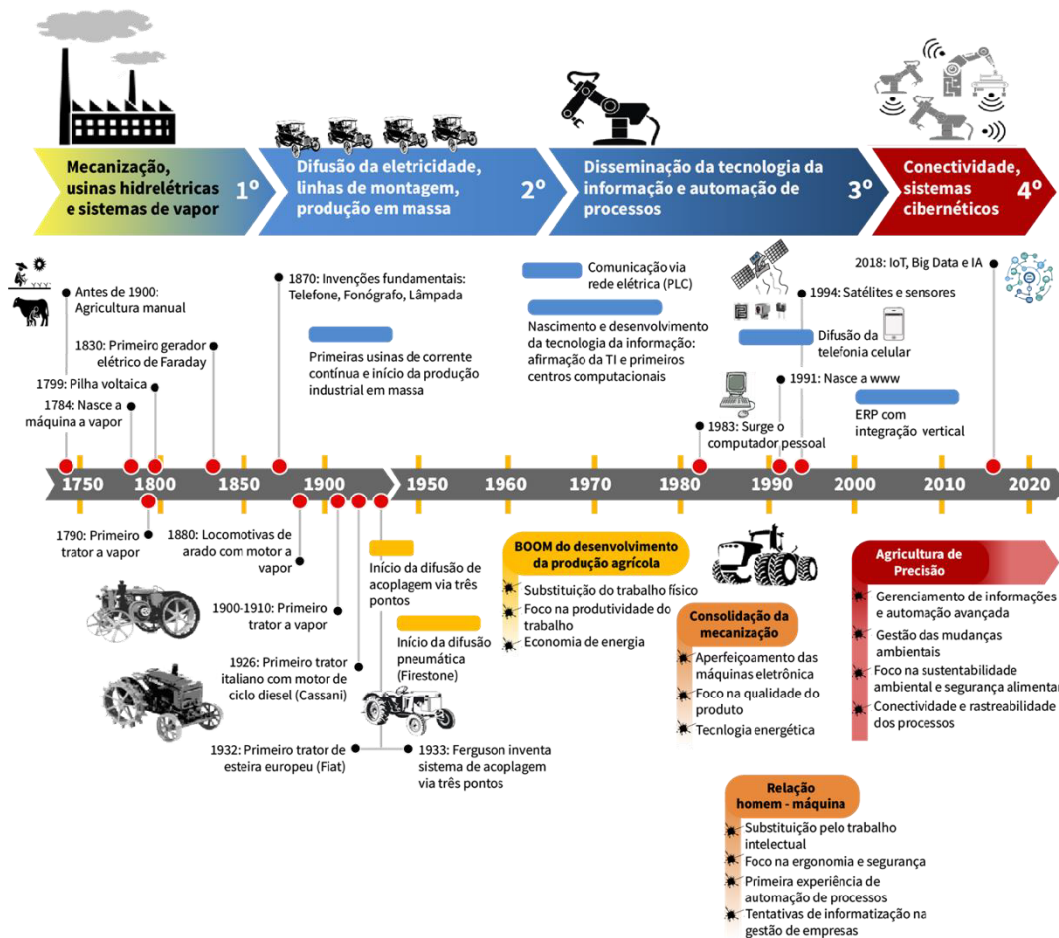 Mecanização,
usinas hidrelétricas
e sistemas de vapor
1º
Difusão da eletricidade,
linhas de montagem,
produção em massa
2º
Disseminação da tecnologia da
informação e automação de
processos
3º
Conectividade,
sistemas
cibernéticos
4º
Antes de 1900:
Agricultura manual
1830: Primeiro gerador
elétrico de Faraday
1799: Pilha voltaica
1784: Nasce a
máquina a vapor
1870: Invenções fundamentais:
Telefone, Fonógrafo, Lâmpada
Primeiras usinas de corrente
contínua e início da produção
industrial em massa
Comunicação via
rede elétrica (PLC)
Nascimento e desenvolvimento
da tecnologia da informação:
afirmação da TI e primeiros
centros computacionais
1983: Surge o
computador pessoal
2018: IoT, Big Data e IA
1994: Satélites e sensores
Difusão da
telefonia celular
1991: Nasce a www
ERP com
integração vertical
1750 1800 1850 1900 1950 1960 1970 1980 1990 2000 2010 2020
1790: Primeiro
trator a vapor
1880: Locomotivas de
arado com motor a
vapor
1900-1910: Primeiro
trator a vapor
1926: Primeiro trator
italiano com motor de
ciclo diesel (Cassani)
1932: Primeiro trator de
esteira europeu (Fiat)
Início da difusão de
acoplagem via três
pontos
Início da difusão
pneumática
(Firestone)
1933: Ferguson inventa
sistema de acoplagem
via três pontos
BOOM do desenvolvimento
da produção agrícola
Substituição do trabalho físico
Foco na produtividade do
trabalho
Economia de energia
Consolidação da
mecanização
Aperfeiçoamento das
máquinas eletrônica
Foco na qualidade do
produto
Tecnlogia energética
Relação
homem - máquina
Substituição pelo trabalho
intelectual
Foco na ergonomia e segurança
Primeira experiência de
automação de processos
Tentativas de informatização na
gestão de empresas
Agricultura de
Precisão
Gerenciamento de informações
e automação avançada
Gestão das mudanças
ambientais
Foco na sustentabilidade
ambiental e segurança alimentar
Conectividade e rastreabilidade
dos processos